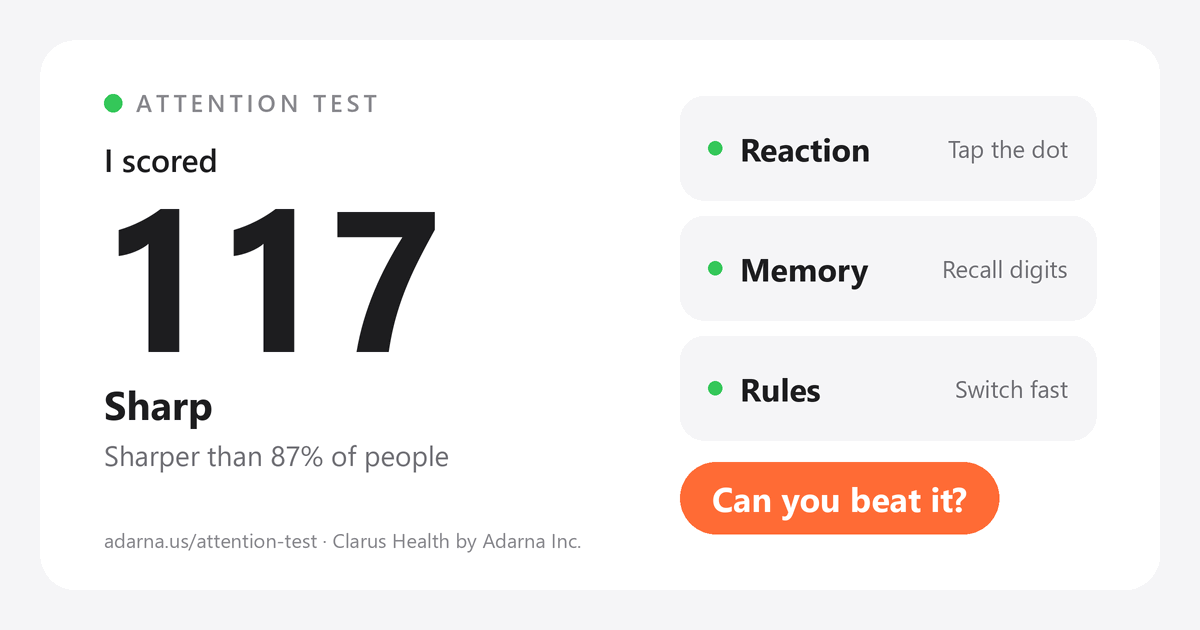 ATTENTION TEST
I scored
117
Sharp
Sharper than 87% of people
adarna.us/attention-test · Clarus Health by Adarna Inc.
Reaction Tap the dot
Memory Recall digits
Rules Switch fast
Can you beat it?